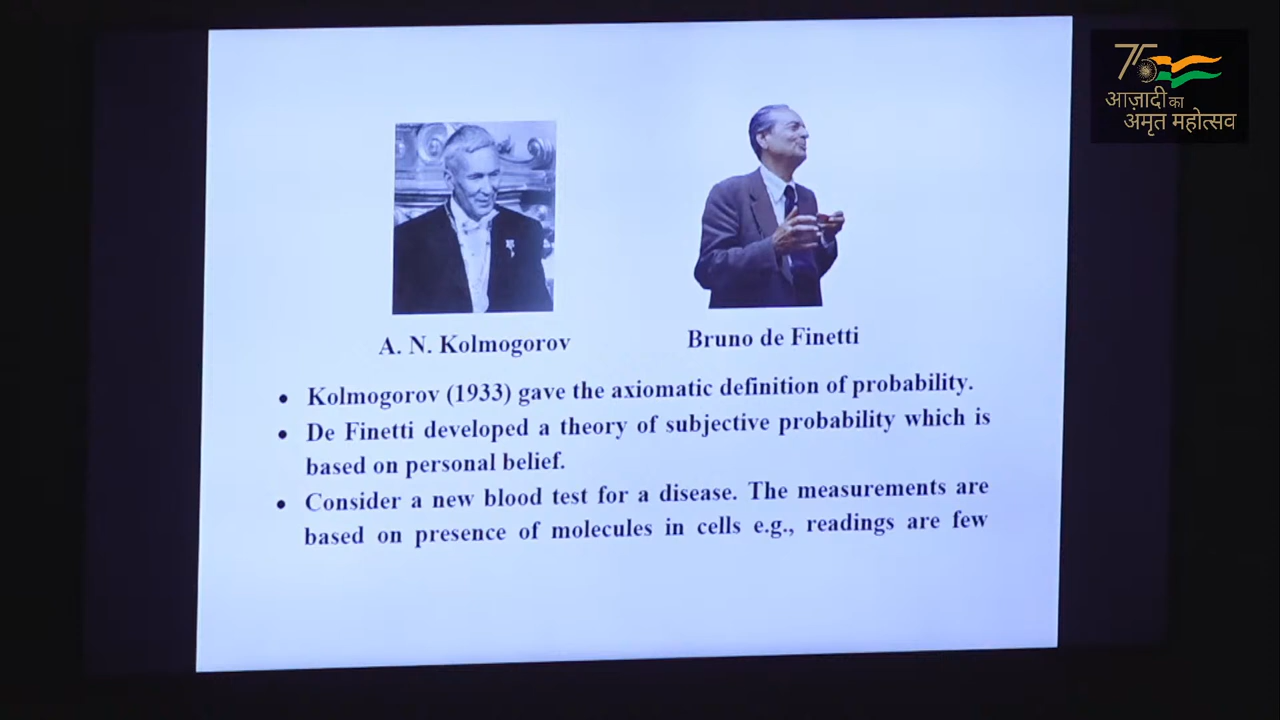 75
आज़ादी का
अमृत महोत्सव
A. N. Kolmogorov
Bruno de Finetti
• Kolmogorov (1933) gave the axiomatic definition of probability.
• De Finetti developed a theory of subjective probability which is
based on personal belief.
• Consider a new blood test for a disease. The measurements are
based on presence of molecules in cells e.g., readings are few